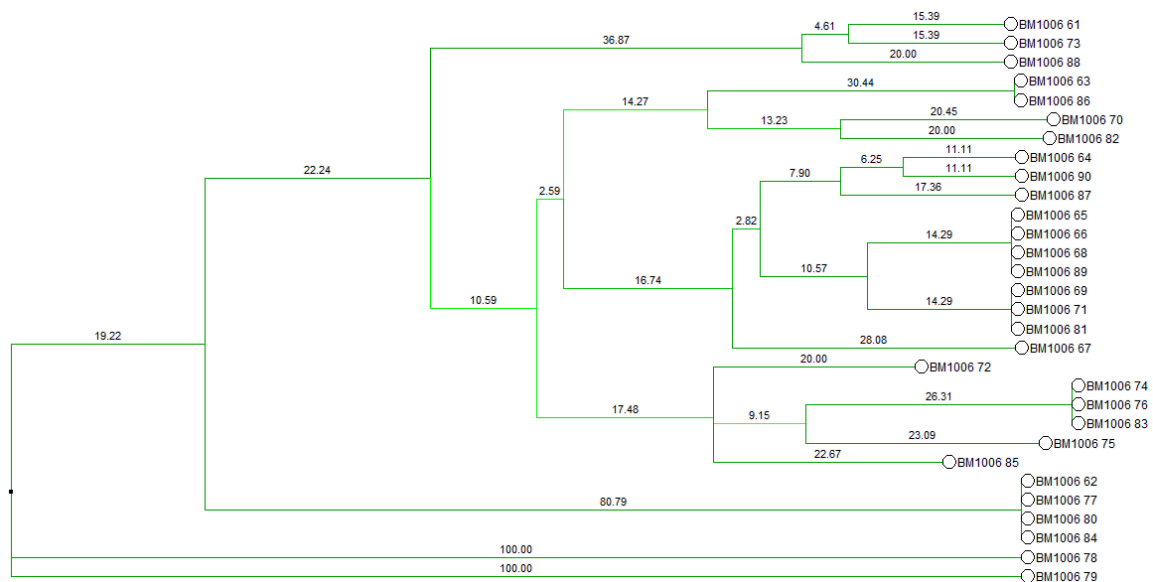 15.39
BM1006 61
4.61
15.39
BM1006 73
36.87
20.00
BM1006 88
30.44
BM1006 63
14.27
BM1006 86
20.45
BM1006 70
13.23
20.00
BM1006 82
11.11
BM1006 64
6.25
22.24
7.90
11.11
BM1006 90
2.59
17.36
BM1006 87
BM1006 65
2.82
14.29
BM1006 66
BM1006 68
10.57
BM1006 89
16.74
BM1006 69
10.59
14.29
BM1006 71
BM1006 81
19.22
28.08
BM1006 67
20.00
BM1006 72
BM1006 74
26.31
BM1006 76
17.48
9.15
BM1006 83
23.09
BM1006 75
22.67
BM1006 85
BM1006 62
80.79
BM1006 77
BM1006 80
BM1006 84
100.00
BM1006 78
100.00
BM1006 79